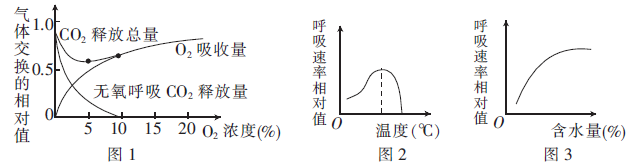 气体交换的相对值
1.0
0.5
0
CO₂ 释放总量
O₂ 吸收量
无氧呼吸 CO₂ 释放量
5 10 15 20 O₂ 浓度(%)
图 1
呼吸速率相对值
O
温度(℃)
图 2
呼吸速率相对值
O
含水量(%)
图 3